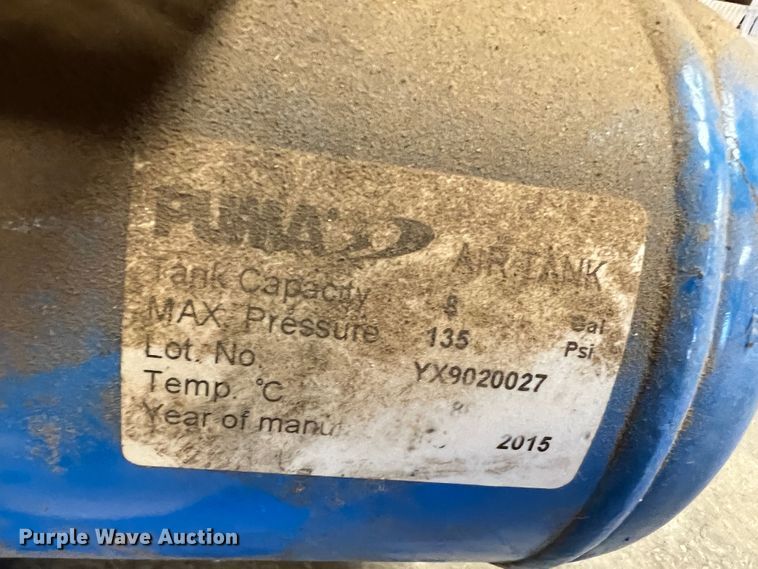 PUMA AIR TANK
Tank Capacity 8 Gal
MAX. Pressure 135 Psi
Lot. No. YX9020027
Temp. °C
Year of manu 2015
Purple Wave Auction